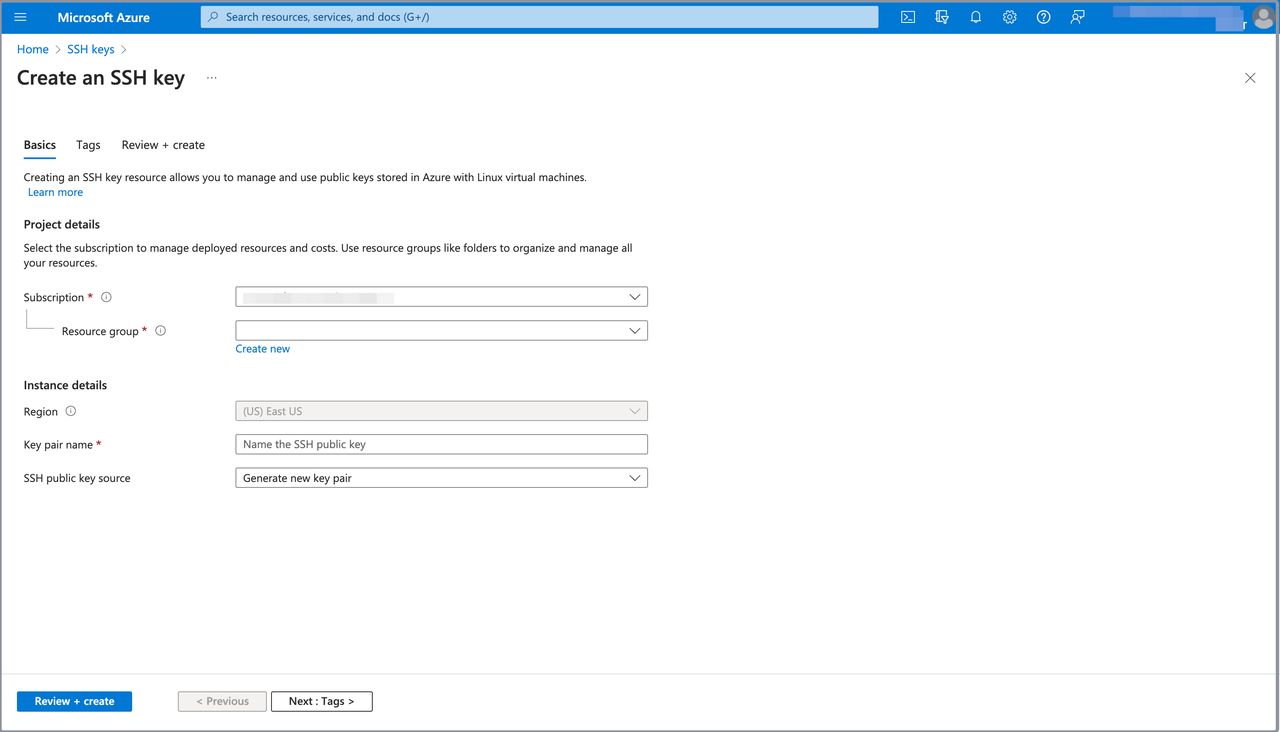 Microsoft Azure
Search resources, services, and docs (G+/)
Home > SSH keys >
Create an SSH key ...
Basics Tags Review + create
Creating an SSH key resource allows you to manage and use public keys stored in Azure with Linux virtual machines.
Learn more
Project details
Select the subscription to manage deployed resources and costs. Use resource groups like folders to organize and manage all
your resources.
Subscription *
Resource group *
Create new
Instance details
Region
(US) East US
Key pair name *
Name the SSH public key
SSH public key source
Generate new key pair
Review + create
< Previous
Next : Tags >